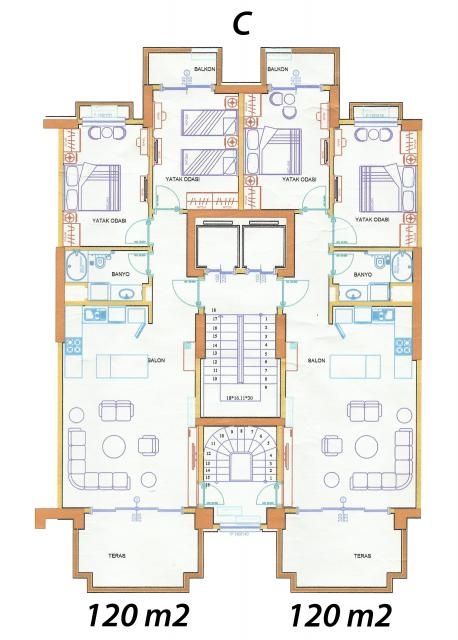 C
BALKON
BALKON
YATAK ODASI
YATAK ODASI
YATAK ODASI
YATAK ODASI
BANYO
BANYO
SALON
SALON
18*16,11*30
TERAS
TERAS
120 m2
120 m2